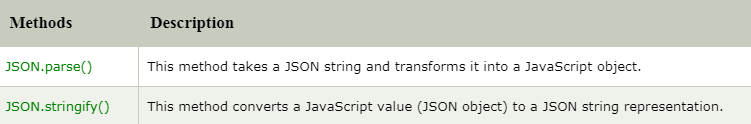 Methods Description
JSON.parse() This method takes a JSON string and transforms it into a JavaScript object.
JSON.stringify() This method converts a JavaScript value (JSON object) to a JSON string representation.